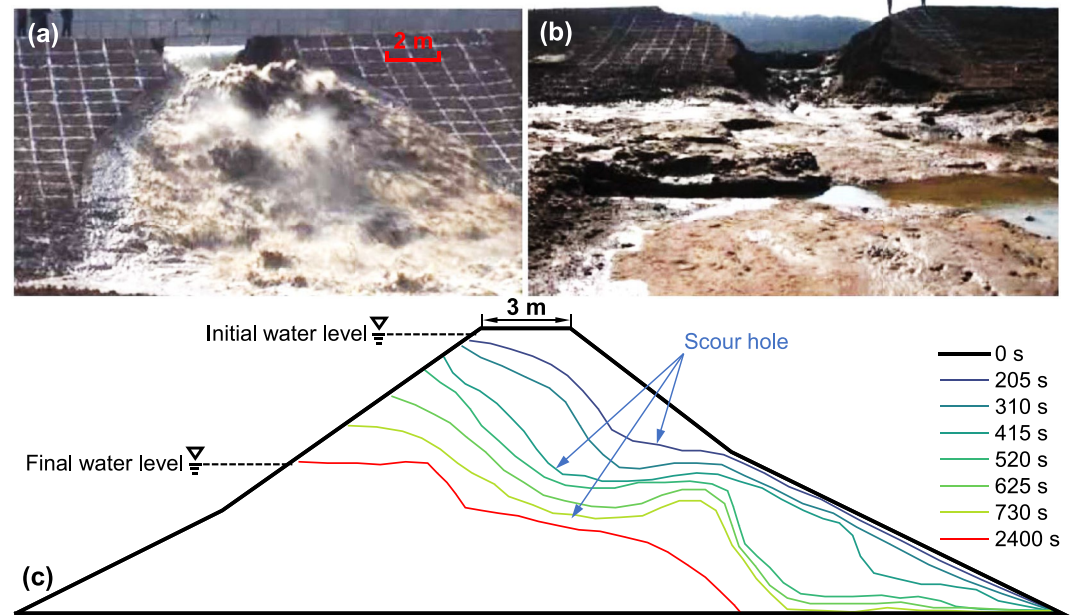 (a)
2 m
(b)
3 m
Initial water level
Scour hole
0 s
205 s
310 s
415 s
520 s
625 s
730 s
2400 s
Final water level
(c)